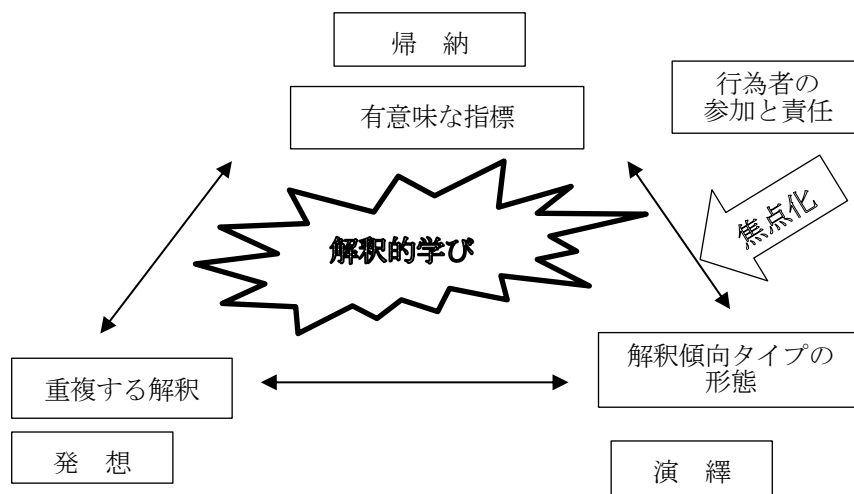 帰　納
有意味な指標
行為者の
参加と責任
焦点化
解釈的学び
重複する解釈
解釈傾向タイプの
形態
発　想
演　繹